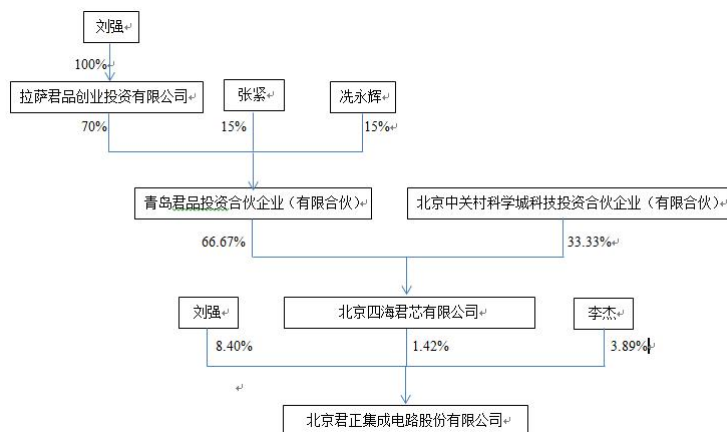 刘强
100%
拉萨君品创业投资有限公司
张紧
冼永辉
70%
15%
15%
青岛君品投资合伙企业（有限合伙）
北京中关村科学城科技投资合伙企业（有限合伙）
66.67%
33.33%
刘强
北京四海君芯有限公司
李杰
8.40%
1.42%
3.89%
北京君正集成电路股份有限公司